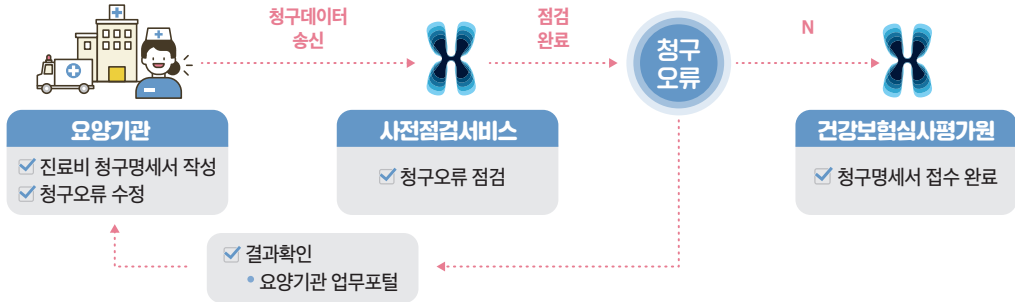 청구데이터
송신
점검
완료
청구
오류
N
요양기관
진료비 청구명세서 작성
청구오류 수정
사전점검서비스
청구오류 점검
건강보험심사평가원
청구명세서 접수 완료
결과확인
• 요양기관 업무포털